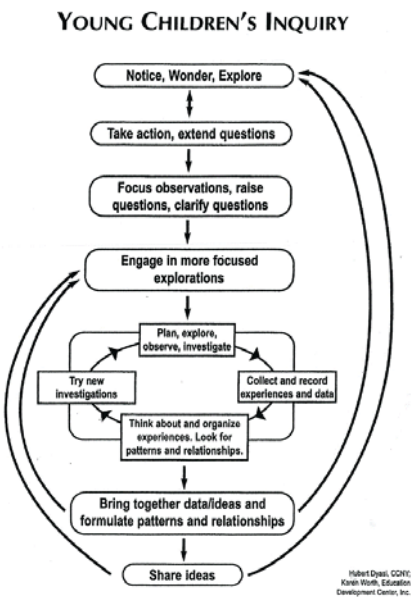 YOUNG CHILDREN'S INQUIRY
Notice, Wonder, Explore
Take action, extend questions
Focus observations, raise
questions, clarify questions
Engage in more focused
explorations
Plan, explore,
observe, investigate
Try new
investigations
Collect and record
experiences and data
Think about and organize
experiences. Look for
patterns and relationships.
Bring together data/ideas and
formulate patterns and relationships
Share ideas
Hubert Dyasi, CCNY;
Karen Worth, Education
Development Center, Inc.